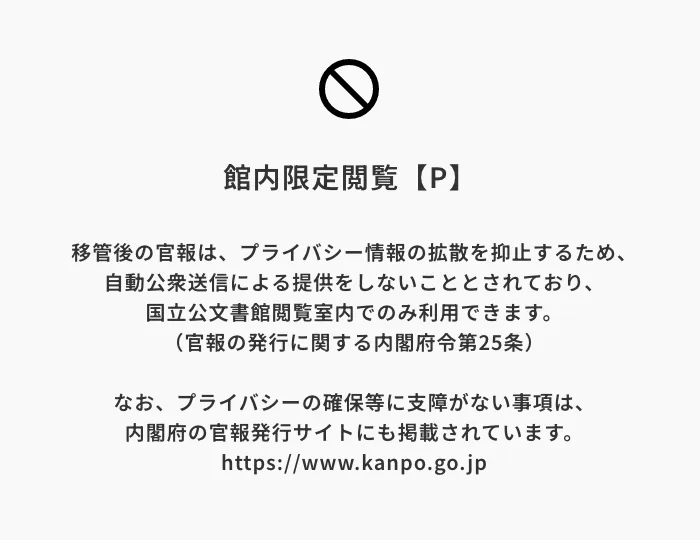 館内限定閲覧【P】
移管後の官報は、プライバシー情報の拡散を抑止するため、
自動公衆送信による提供をしないこととされており、
国立公文書館閲覧室内でのみ利用できます。
（官報の発行に関する内閣府令第25条）
なお、プライバシーの確保等に支障がない事項は、
内閣府の官報発行サイトにも掲載されています。
https://www.kanpo.go.jp